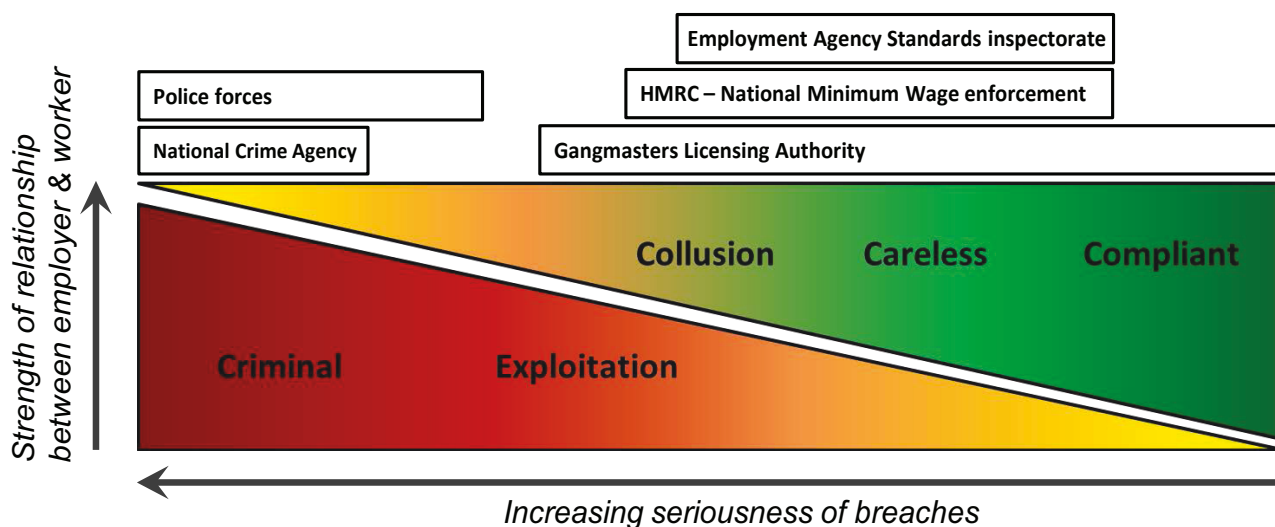 Employment Agency Standards inspectorate
Police forces
HMRC – National Minimum Wage enforcement
National Crime Agency
Gangmasters Licensing Authority
Strength of relationship
between employer & worker
Collusion
Careless
Compliant
Criminal
Exploitation
Increasing seriousness of breaches